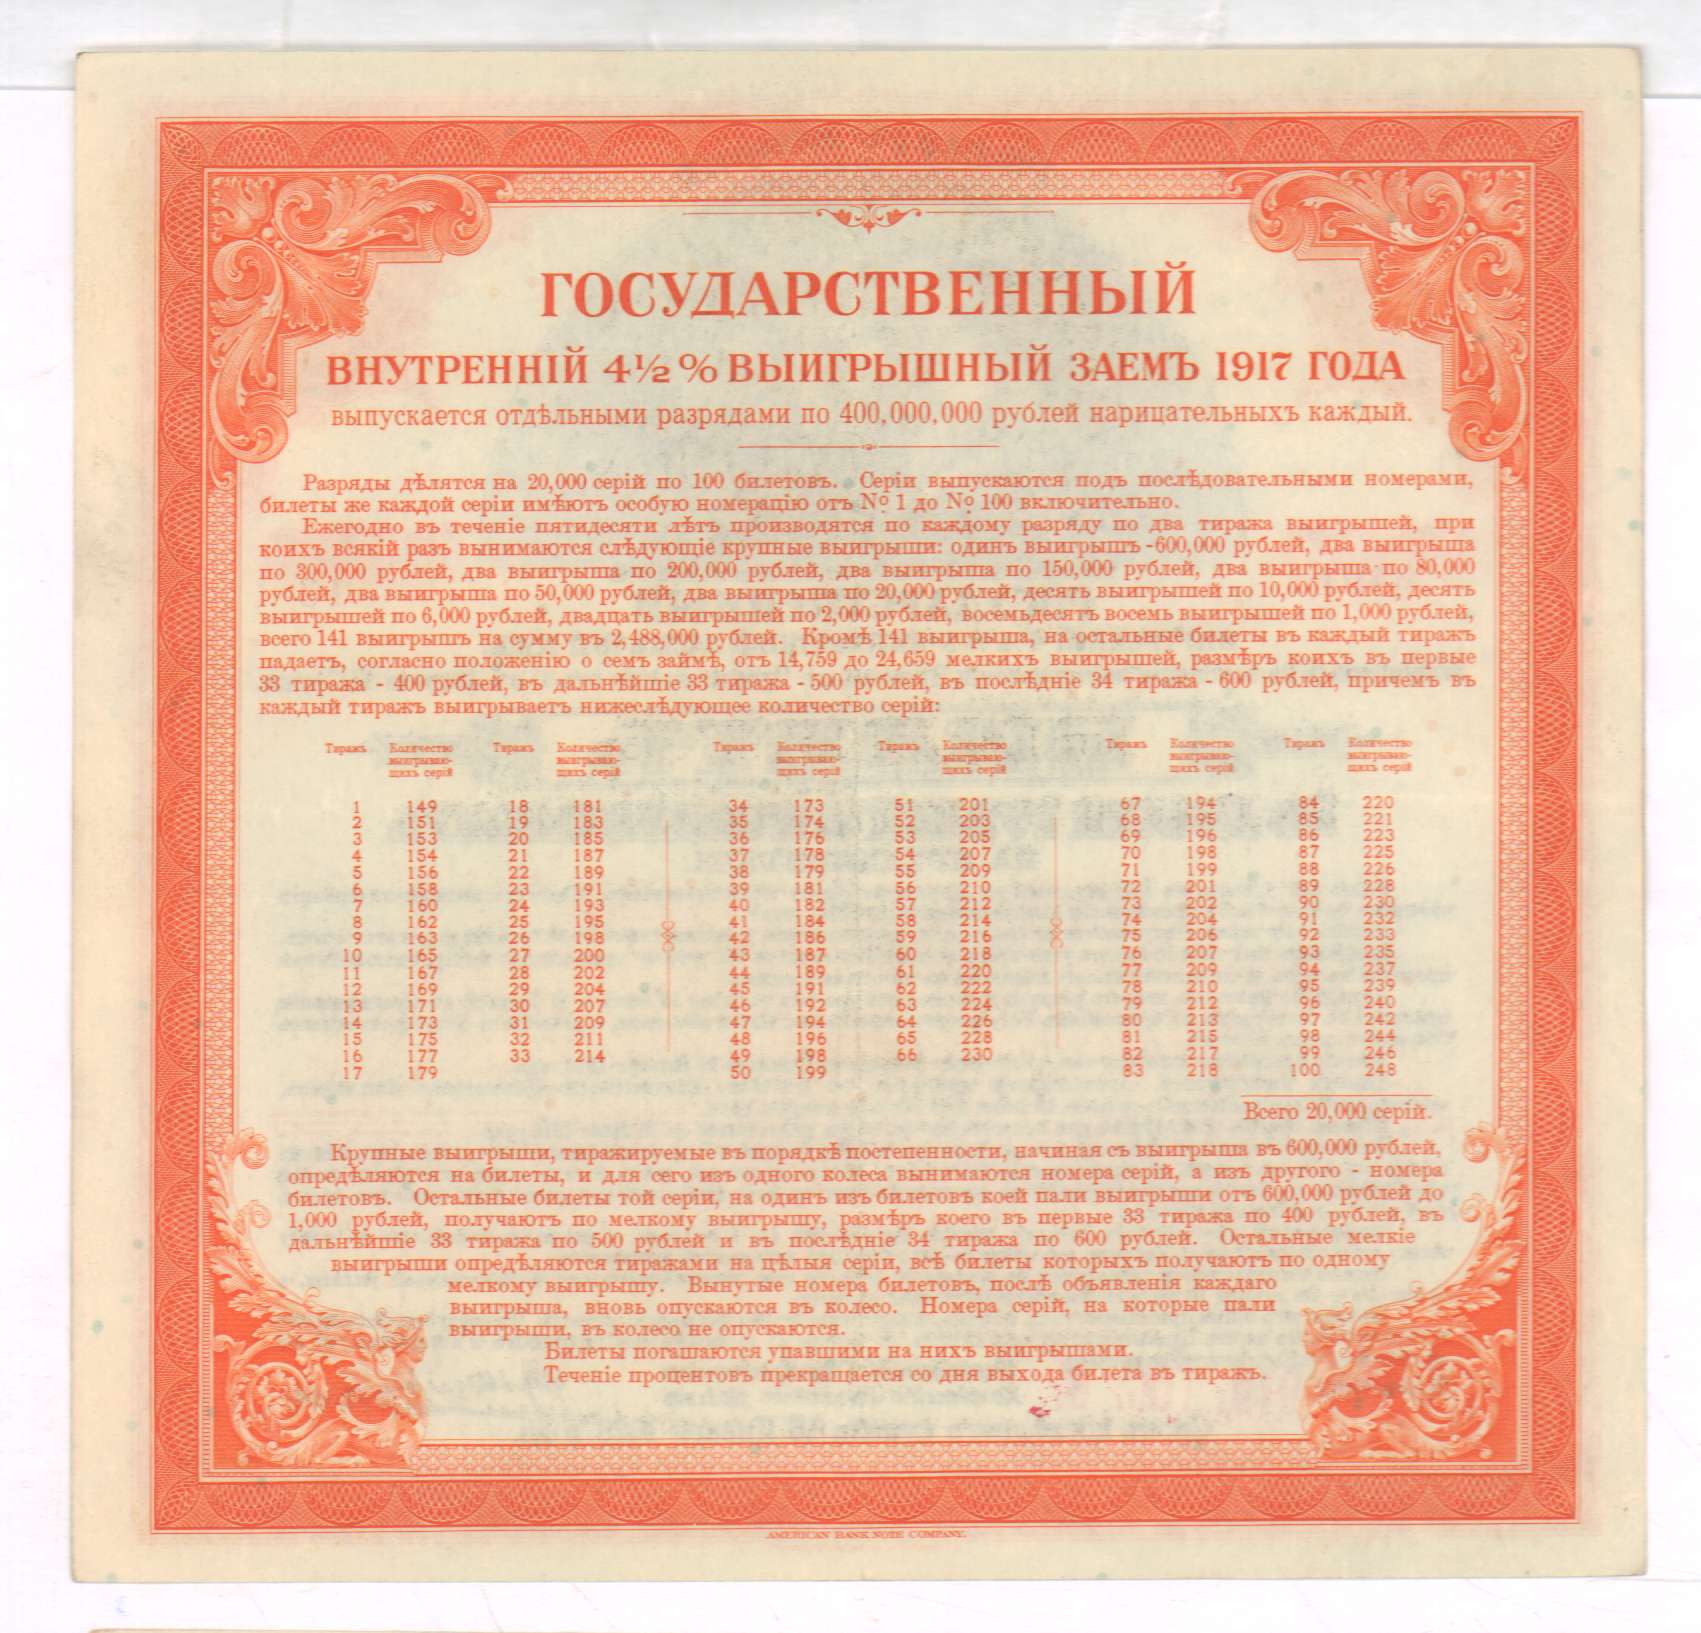 ГОСУДАРСТВЕННЫЙ
ВНУТРЕННІЙ 4½% ВЫИГРЫШНЫЙ ЗАЕМЪ 1917 ГОДА
выпускается отдѣльными разрядами по 400,000,000 рублей нарицательныхъ каждый.
Разряды дѣлятся на 20,000 серій по 100 билетовъ. Серіи выпускаются подъ послѣдовательными номерами,
билеты же каждой серіи имѣютъ особую номерацію отъ № 1 до № 100 включительно.
Ежегодно въ теченіе пятидесяти лѣтъ производятся по каждому разряду по два тиража выигрышей, при
коихъ всякій разъ вынимаются слѣдующіе крупные выигрыши: одинъ выигрышъ -600,000 рублей, два выигрыша
по 300,000 рублей, два выигрыша по 200,000 рублей, два выигрыша по 150,000 рублей, два выигрыша по 80,000
рублей, два выигрыша по 50,000 рублей, два выигрыша по 20,000 рублей, десять выигрышей по 10,000 рублей, десять
выигрышей по 6,000 рублей, двадцать выигрышей по 2,000 рублей, восемьдесятъ восемь выигрышей по 1,000 рублей,
всего 141 выигрышъ на сумму въ 2,488,000 рублей. Кромѣ 141 выигрыша, на остальные билеты въ каждый тиражъ
падаетъ, согласно положенію о семъ займѣ, отъ 14,759 до 24,659 мелкихъ выигрышей, размѣръ коихъ въ первые
33 тиража - 400 рублей, въ дальнѣйшіе 33 тиража - 500 рублей, въ послѣдніе 34 тиража - 600 рублей, причемъ въ
каждый тиражъ выигрываетъ нижеслѣдующее количество серій:
Тиражъ Количество Тиражъ Количество Тиражъ Количество Тиражъ Количество Тиражъ Количество Тиражъ Количество
выигрываю- выигрываю- выигрываю- выигрываю- выигрываю- выигрываю-
щихъ серій щихъ серій щихъ серій щихъ серій щихъ серій щихъ серій
1 149 18 181 34 173 51 201 67 194 84 220
2 151 19 183 35 174 52 203 68 195 85 221
3 153 20 185 36 176 53 205 69 196 86 223
4 154 21 187 37 178 54 207 70 198 87 225
5 156 22 189 38 179 55 209 71 199 88 226
6 158 23 191 39 181 56 210 72 201 89 228
7 160 24 193 40 182 57 212 73 202 90 230
8 162 25 195 41 184 58 214 74 204 91 232
9 163 26 198 42 186 59 216 75 206 92 233
10 165 27 200 43 187 60 218 76 207 93 235
11 167 28 202 44 189 61 220 77 209 94 237
12 169 29 204 45 191 62 222 78 210 95 239
13 171 30 207 46 192 63 224 79 212 96 240
14 173 31 209 47 194 64 226 80 213 97 242
15 175 32 211 48 196 65 228 81 215 98 244
16 177 33 214 49 198 66 230 82 217 99 246
17 179 50 199 83 218 100 248
Всего 20,000 серій.
Крупные выигрыши, тиражируемые въ порядкѣ постепенности, начиная съ выигрыша въ 600,000 рублей,
опредѣляются на билеты, и для сего изъ одного колеса вынимаются номера серій, а изъ другого - номера
билетовъ. Остальные билеты той серіи, на одинъ изъ билетовъ коей пали выигрыши отъ 600,000 рублей до
1,000 рублей, получаютъ по мелкому выигрышу, размѣръ коего въ первые 33 тиража по 400 рублей, въ
дальнѣйшіе 33 тиража по 500 рублей и въ послѣдніе 34 тиража по 600 рублей. Остальные мелкіе
выигрыши опредѣляются тиражами на цѣлыя серіи, всѣ билеты которыхъ получаютъ по одному
мелкому выигрышу. Вынутые номера билетовъ, послѣ объявленія каждаго
выигрыша, вновь опускаются въ колесо. Номера серій, на которые пали
выигрыши, въ колесо не опускаются.
Билеты погашаются упавшими на нихъ выигрышами.
Теченіе процентовъ прекращается со дня выхода билета въ тиражъ.
AMERICAN BANK NOTE COMPANY.